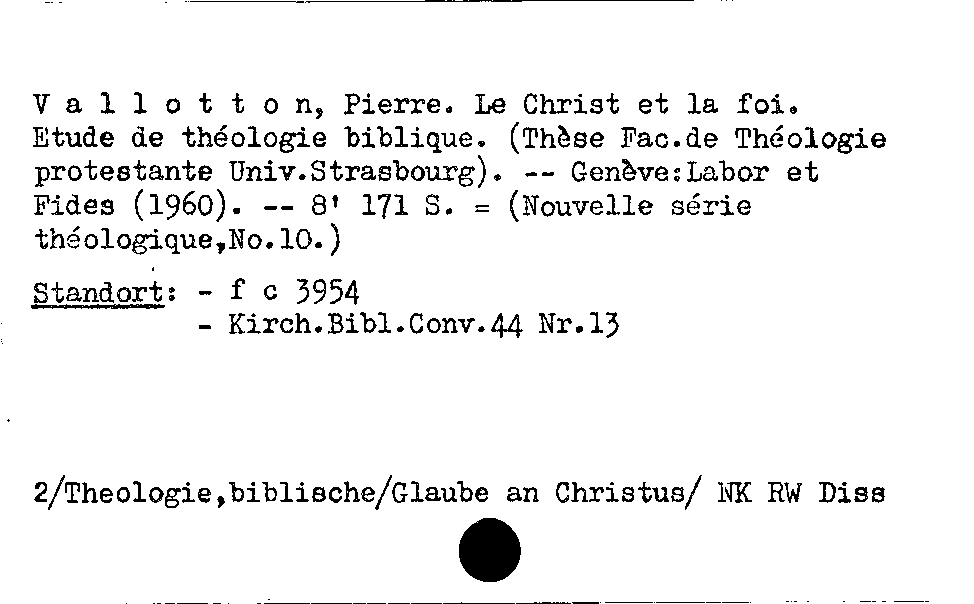 V a l l o t t o n, Pierre. Le Christ et la foi.
Etude de théologie biblique. (Thèse Fac.de Théologie
protestante Univ.Strasbourg). -- Genève:Labor et
Fides (1960). -- 8' 171 S. = (Nouvelle série
théologique,No.10.)
Standort: - f c 3954
- Kirch.Bibl.Conv.44 Nr.13
2/Theologie,biblische/Glaube an Christus/ NK RW Diss